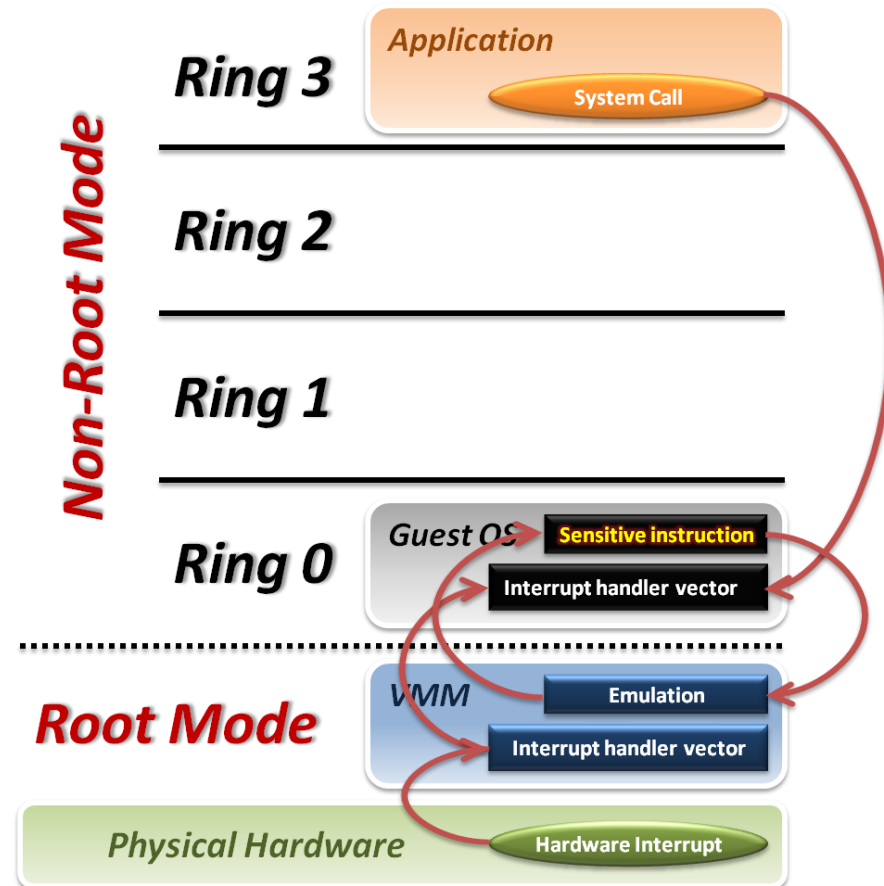 Application
Ring 3
System Call
Non-Root Mode
Ring 2
Ring 1
Guest OS
Sensitive instruction
Ring 0
Interrupt handler vector
VMM
Emulation
Root Mode
Interrupt handler vector
Physical Hardware
Hardware Interrupt